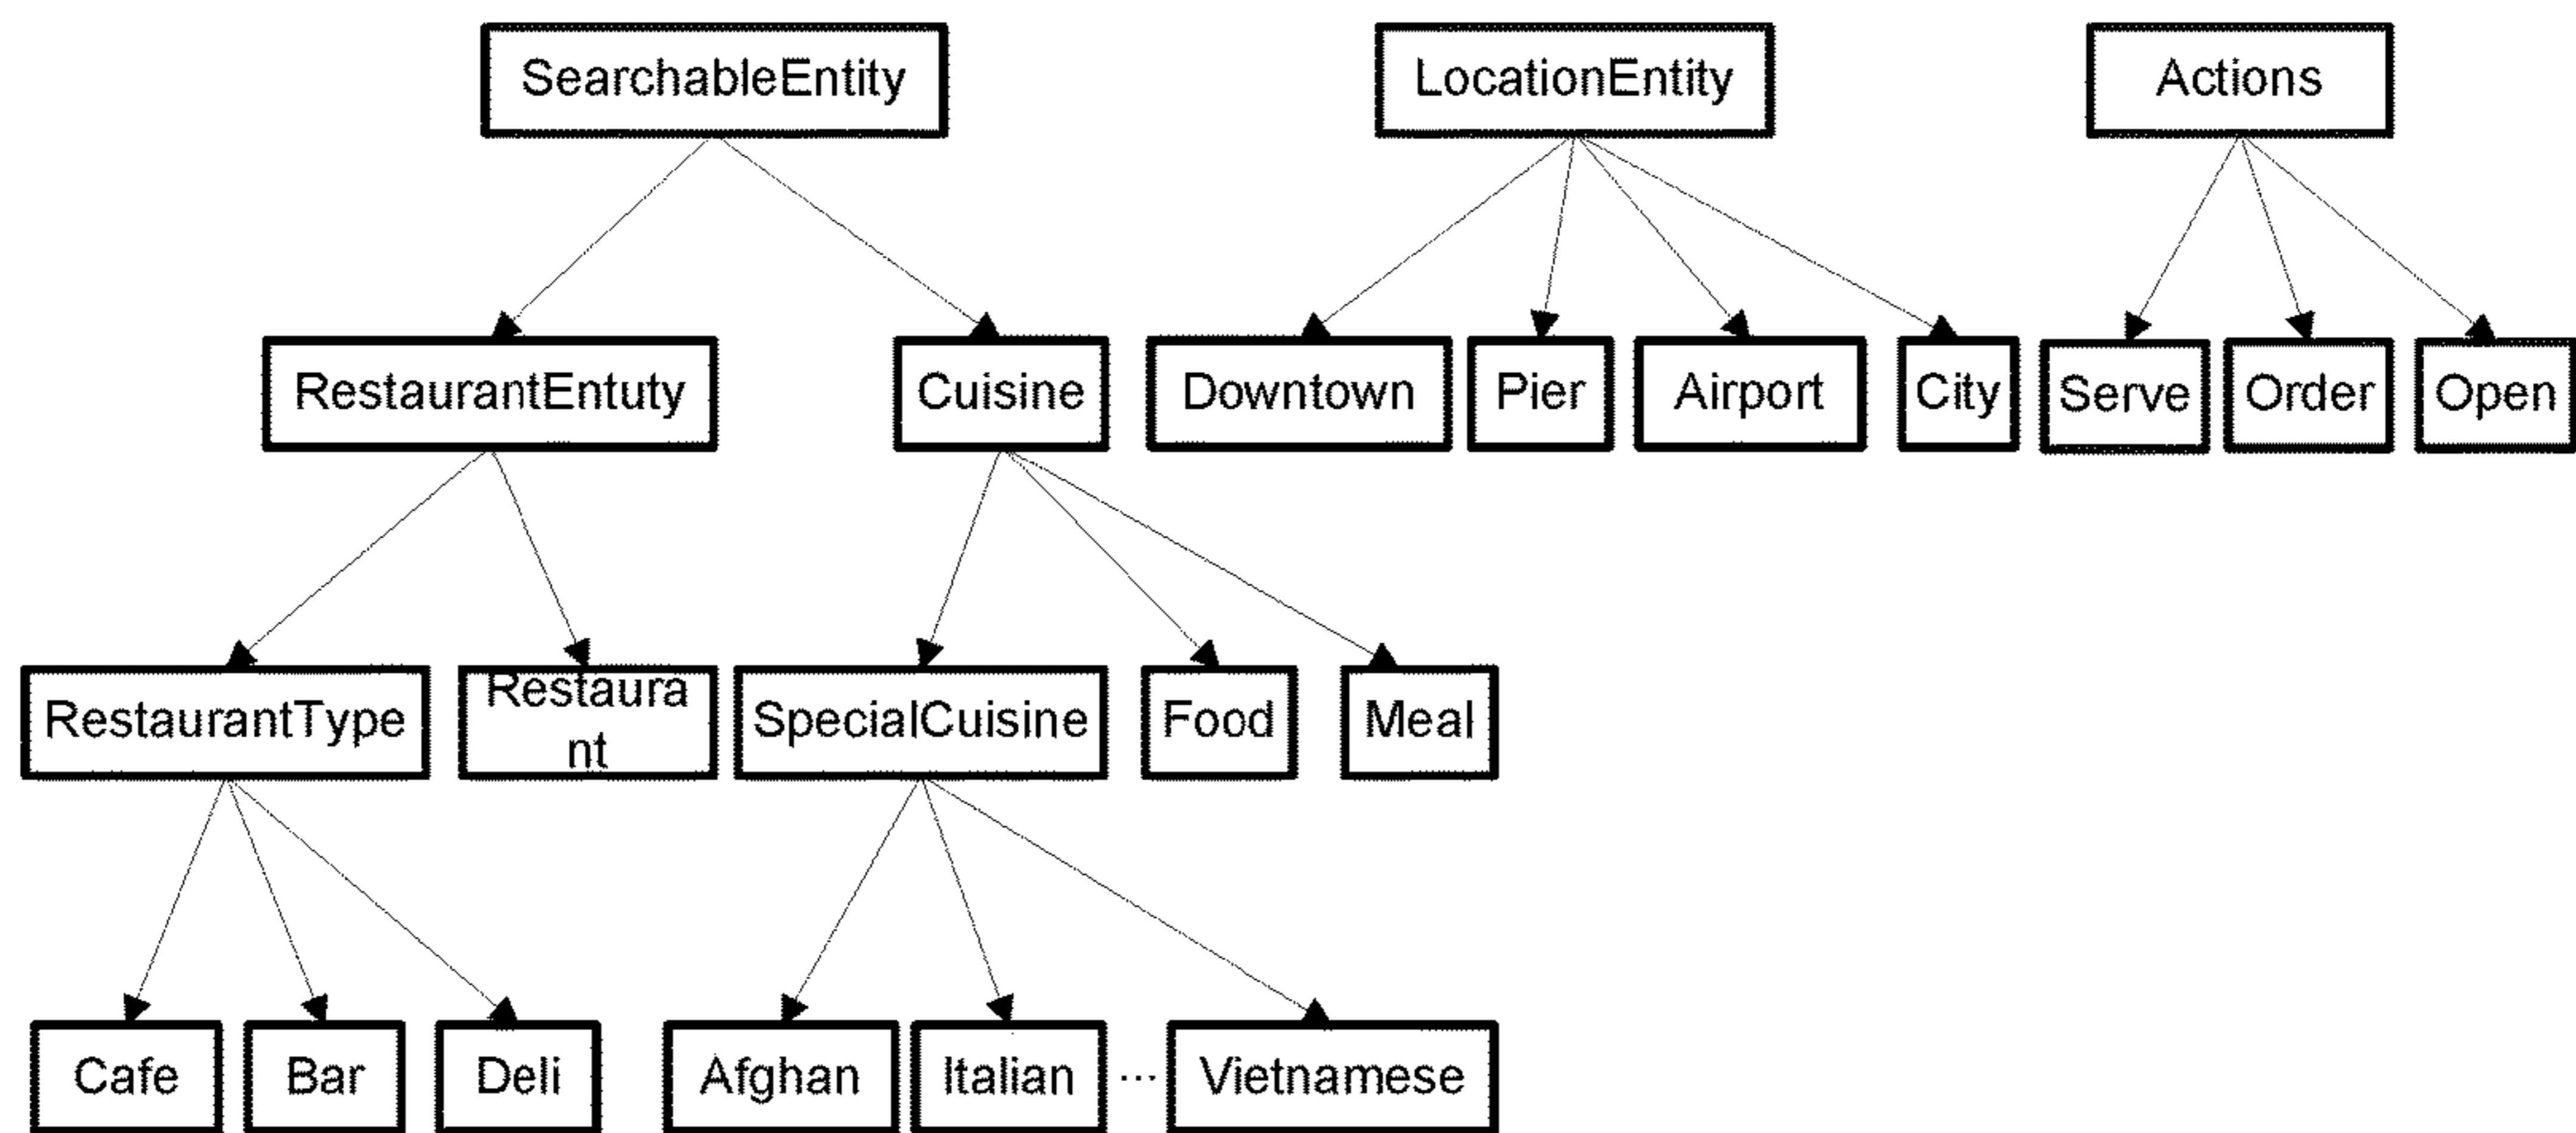 SearchableEntity
LocationEntity
Actions
RestaurantEntuty
Cuisine
Downtown
Pier
Airport
City
Serve
Order
Open
RestaurantType
Restaura
nt
SpecialCuisine
Food
Meal
Cafe
Bar
Deli
Afghan
Italian
...
Vietnamese